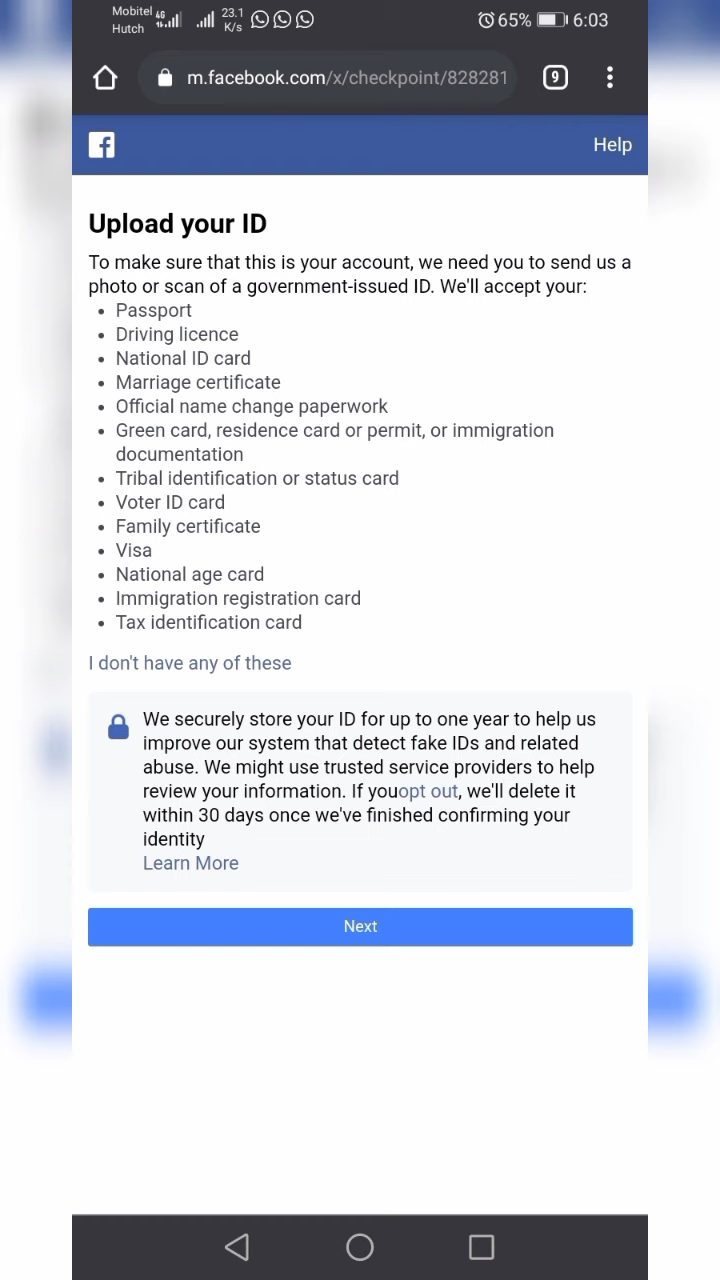 Mobitel 4G 23.1 65% 6:03
Hutch K/s
m.facebook.com/x/checkpoint/828281 9
f Help
Upload your ID
To make sure that this is your account, we need you to send us a
photo or scan of a government-issued ID. We'll accept your:
• Passport
• Driving licence
• National ID card
• Marriage certificate
• Official name change paperwork
• Green card, residence card or permit, or immigration
documentation
• Tribal identification or status card
• Voter ID card
• Family certificate
• Visa
• National age card
• Immigration registration card
• Tax identification card
I don't have any of these
We securely store your ID for up to one year to help us
improve our system that detect fake IDs and related
abuse. We might use trusted service providers to help
review your information. If youopt out, we'll delete it
within 30 days once we've finished confirming your
identity
Learn More
Next